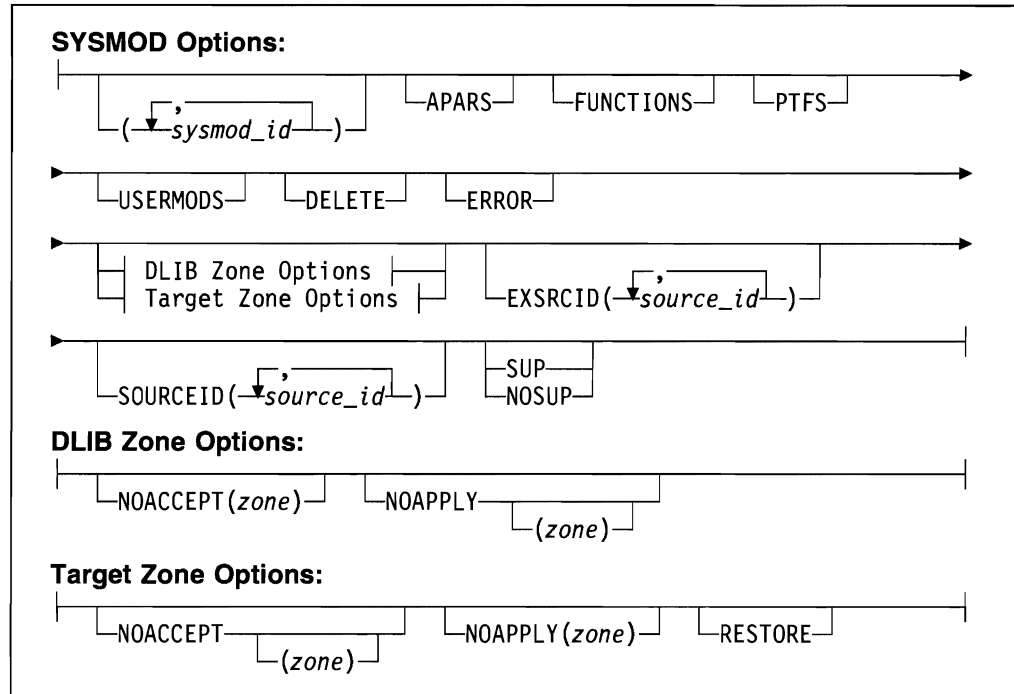 SYSMOD Options:
APARS FUNCTIONS PTFS
,
( sysmod_id )
USERMODS DELETE ERROR
DLIB Zone Options
,
Target Zone Options EXSRCID( source_id )
,
SUP
SOURCEID( source_id ) NOSUP
DLIB Zone Options:
NOACCEPT(zone) NOAPPLY
(zone)
Target Zone Options:
NOACCEPT NOAPPLY(zone) RESTORE
(zone)